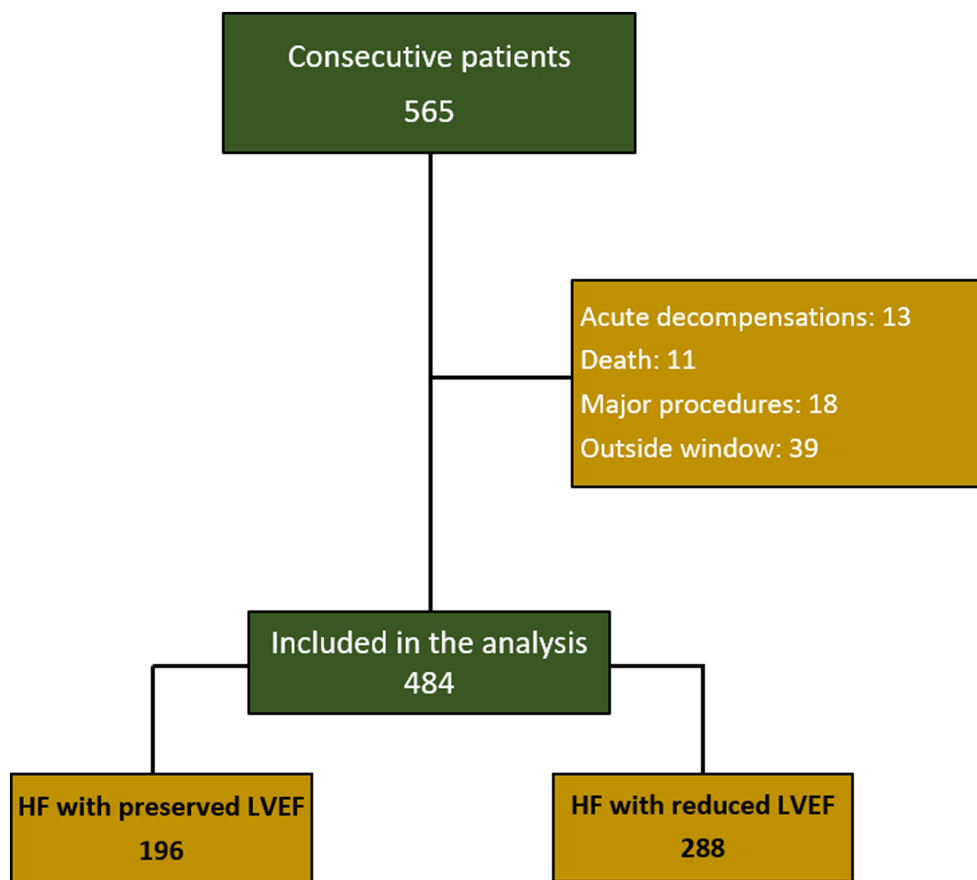 Consecutive patients
565
Acute decompensations: 13
Death: 11
Major procedures: 18
Outside window: 39
Included in the analysis
484
HF with preserved LVEF
196
HF with reduced LVEF
288